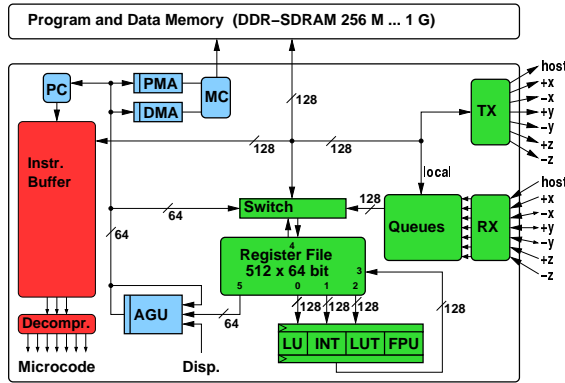 Program and Data Memory (DDR−SDRAM 256 M ... 1 G)
PC
PMA
DMA
MC
128
TX
host
+x
−x
+y
−y
+z
−z
128
128
Instr.
Buffer
local
64
64
Switch
128
Queues
RX
host
+x
−x
+y
−y
+z
−z
4
Register File
512 x 64 bit
3
5
0
1
2
Decompr.
AGU
64
128
128
128
128
LU
INT
LUT
FPU
Microcode
Disp.